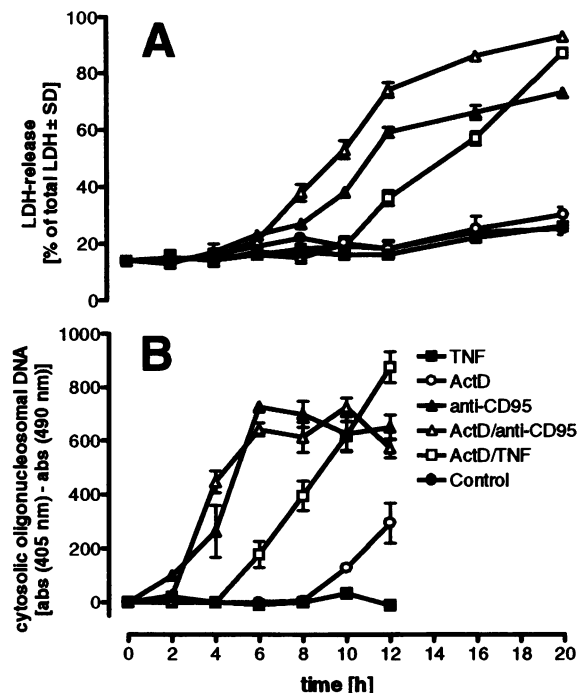 A
100
80
60
40
20
0
LDH-release
[% of total LDH ± SD]
B
1000
800
600
400
200
0
cytosolic oligonucleosomal DNA
[abs (405 nm) - abs (490 nm)]
TNF
ActD
anti-CD95
ActD/anti-CD95
ActD/TNF
Control
0 2 4 6 8 10 12 14 16 18 20
time [h]